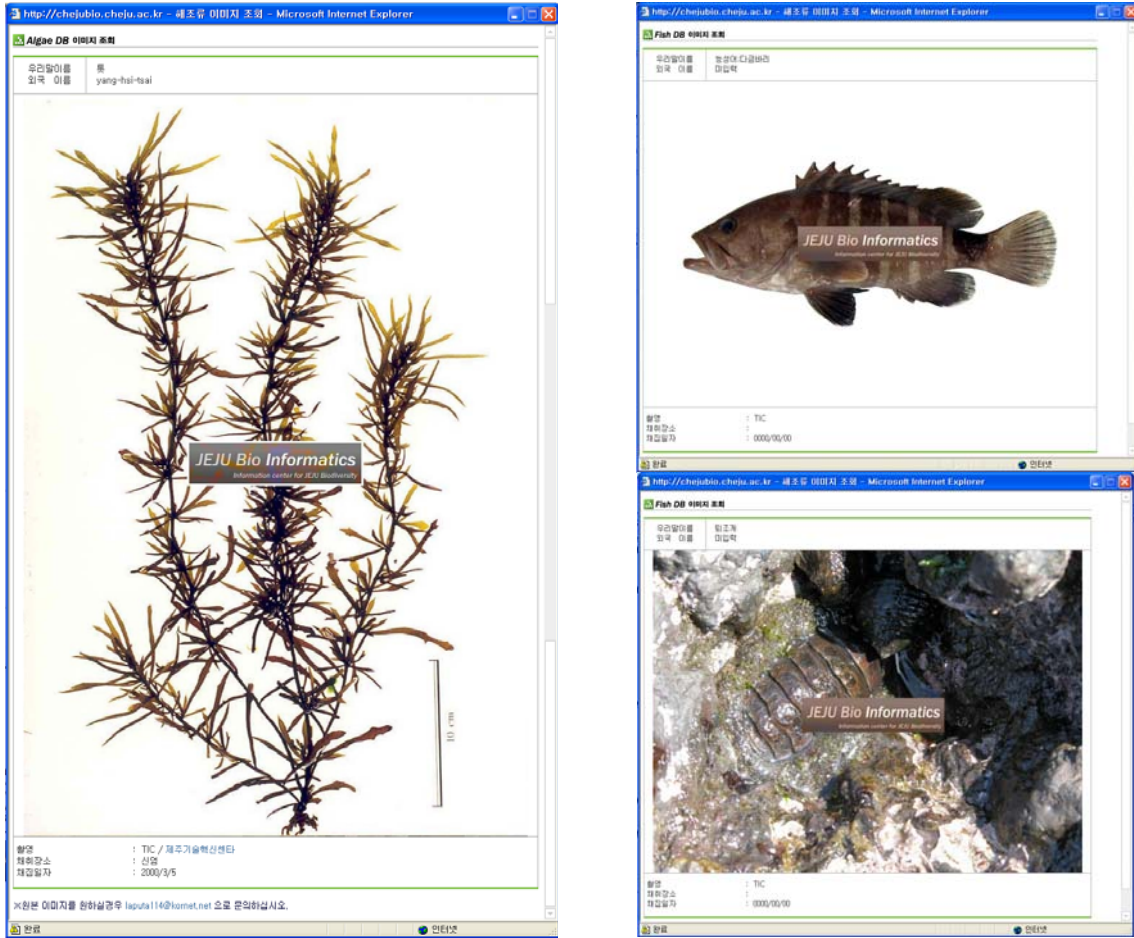 http://chejubio.cheju.ac.kr - 해조류 이미지 조회 - Microsoft Internet Explorer
Algae DB 이미지 조회
우리말이름 톳
외국 이름 yang-hsi-tsai
JEJU Bio Informatics
Information center for JEJU Biodiversity
10 cm
촬영 : TIC / 제주기술혁신센타
채취장소 : 신엄
채집일자 : 2000/3/5
※원본 이미지를 원하실경우 laputa114@kornet.net 으로 문의하십시오.
완료
인터넷
http://chejubio.cheju.ac.kr - 해조류 이미지 조회 - Microsoft Internet Explorer
Fish DB 이미지 조회
우리말이름
외국 이름 미입력
JEJU Bio Informatics
Information center for JEJU Biodiversity
촬영 : TIC
채취장소 :
채집일자 : 0000/00/00
완료
인터넷
http://chejubio.cheju.ac.kr - 해조류 이미지 조회 - Microsoft Internet Explorer
Fish DB 이미지 조회
우리말이름
외국 이름 미입력
JEJU Bio Informatics
Information center for JEJU Biodiversity
촬영 : TIC
채취장소 :
채집일자 : 0000/00/00
완료
인터넷